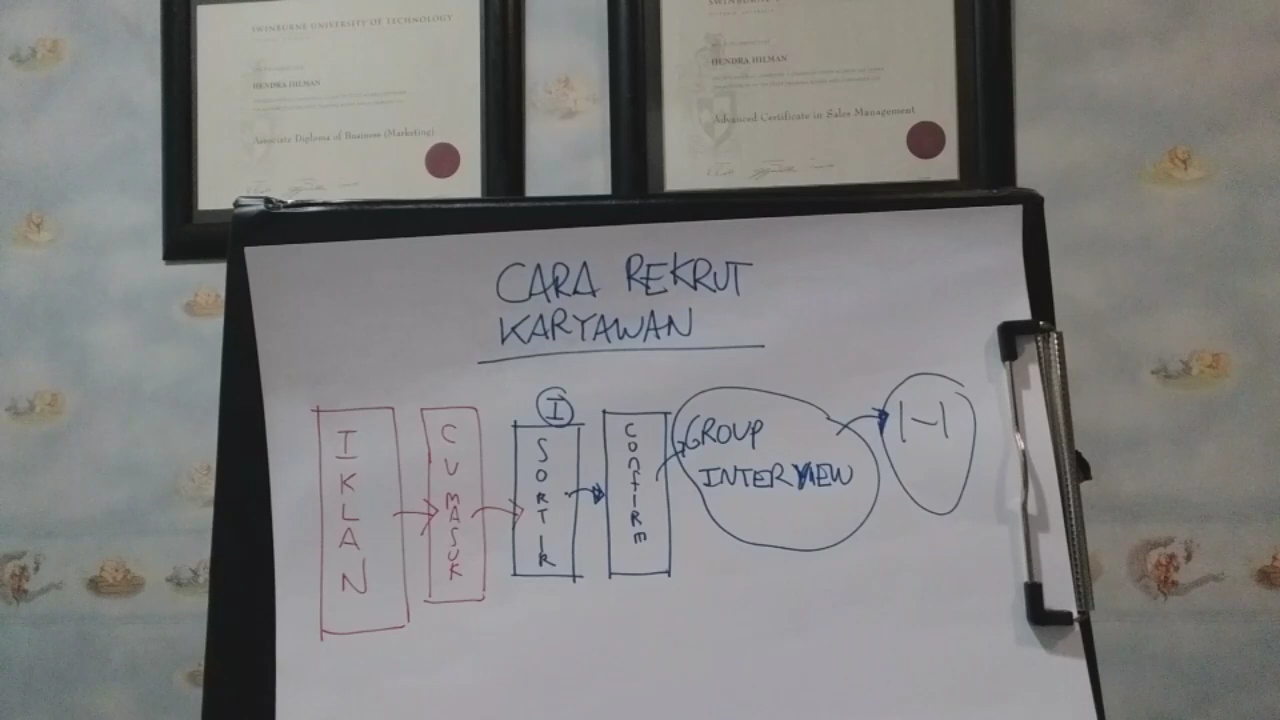 SWINBURNE UNIVERSITY OF TECHNOLOGY
HENDRA HILMAN
Associate Diploma of Business (Marketing)
HENDRA HILMAN
Advanced Certificate in Sales Management
CARA REKRUT
KARYAWAN
IKLAN
CV MASUK
I
SORTIR
CONfIRM
GROUP
INTERVIEW
1-1